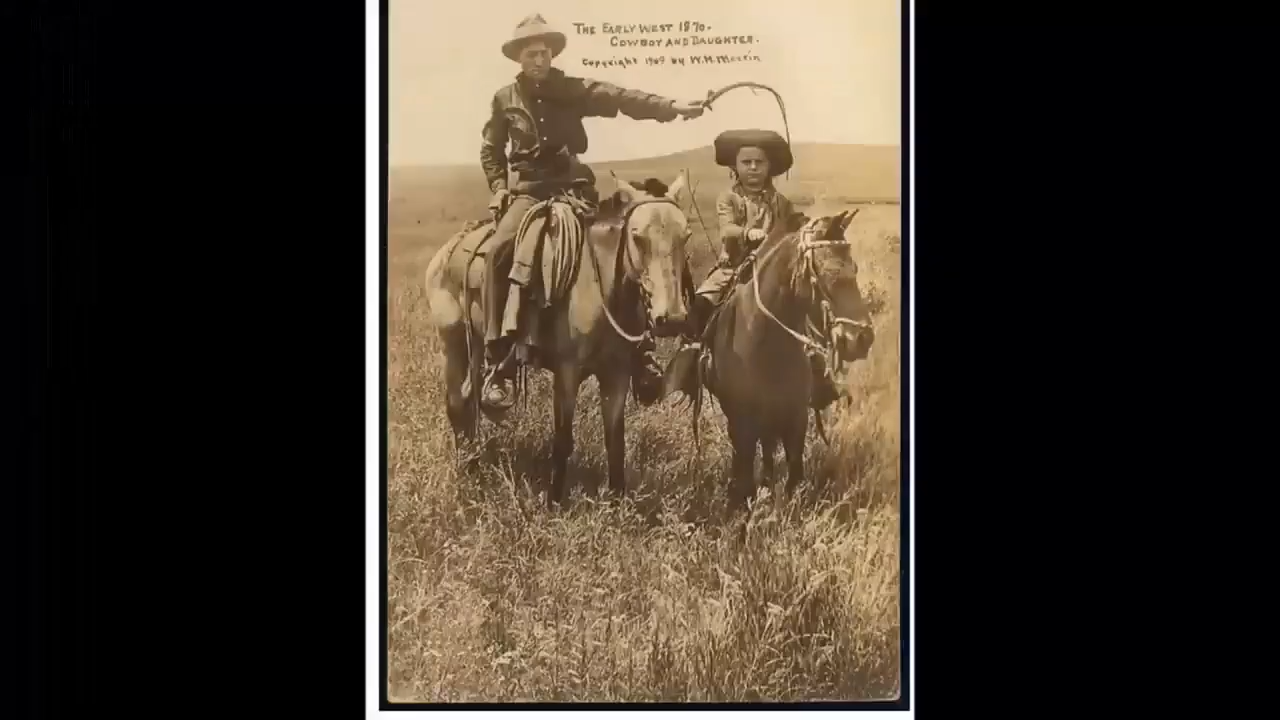 The Early West 1870.
Cowboy and Daughter.
Copyright 1909 by W.H. Martin